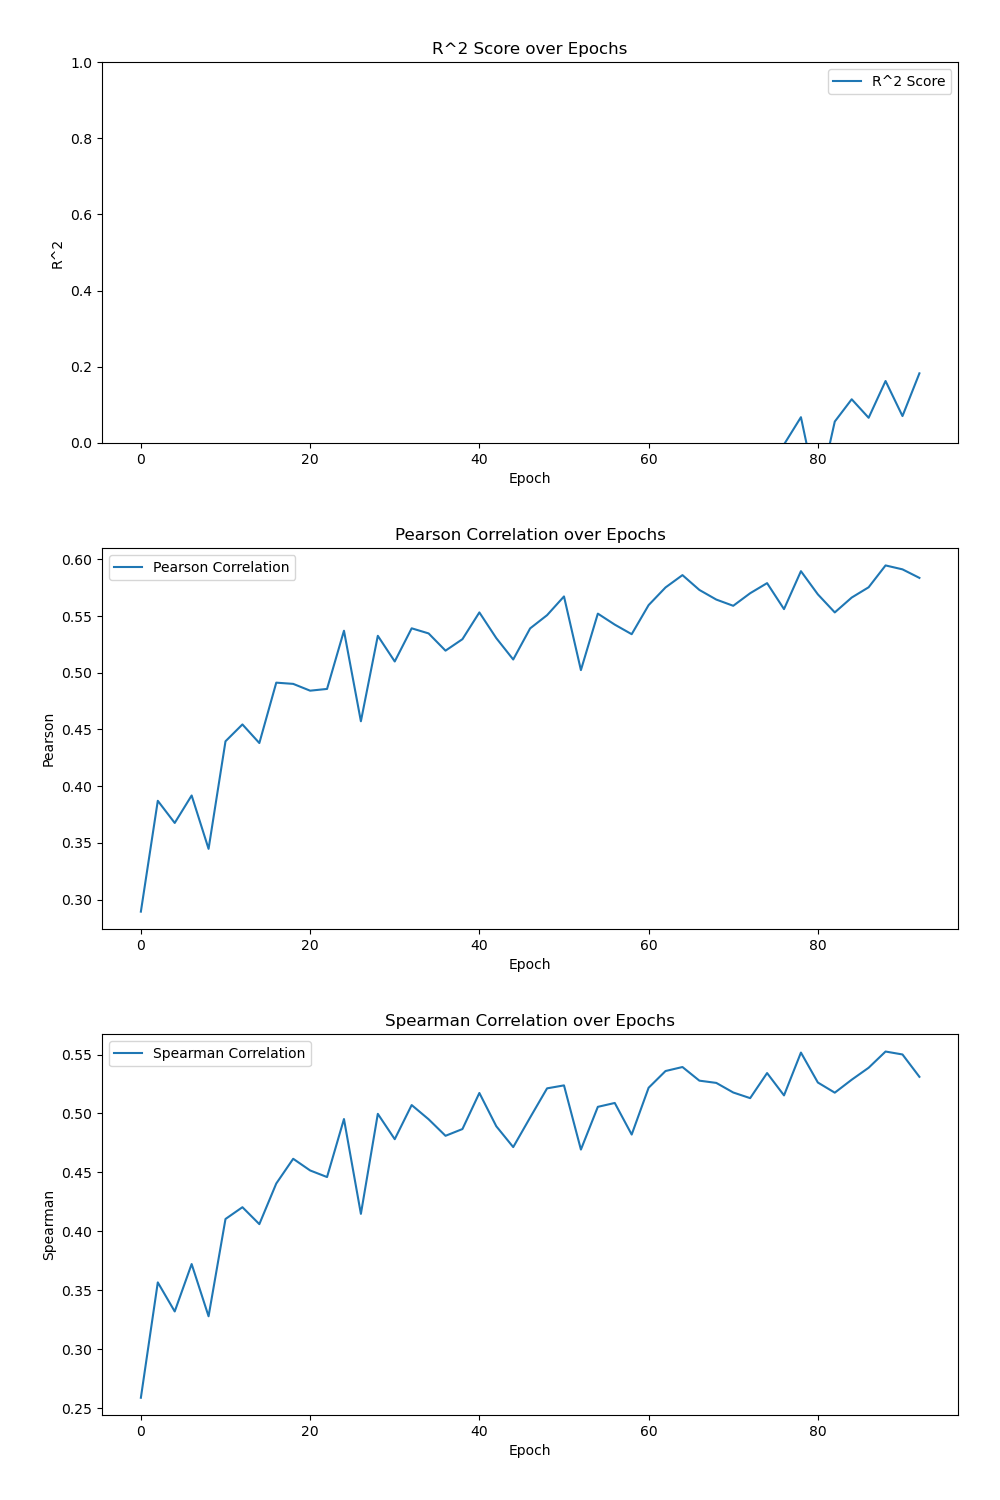 R^2 Score over Epochs
R^2 Score
1.0
0.8
0.6
0.4
0.2
0.0
R^2
0 20 40 60 80
Epoch
Pearson Correlation over Epochs
Pearson Correlation
0.60
0.55
0.50
0.45
0.40
0.35
0.30
Pearson
0 20 40 60 80
Epoch
Spearman Correlation over Epochs
Spearman Correlation
0.55
0.50
0.45
0.40
0.35
0.30
0.25
Spearman
0 20 40 60 80
Epoch